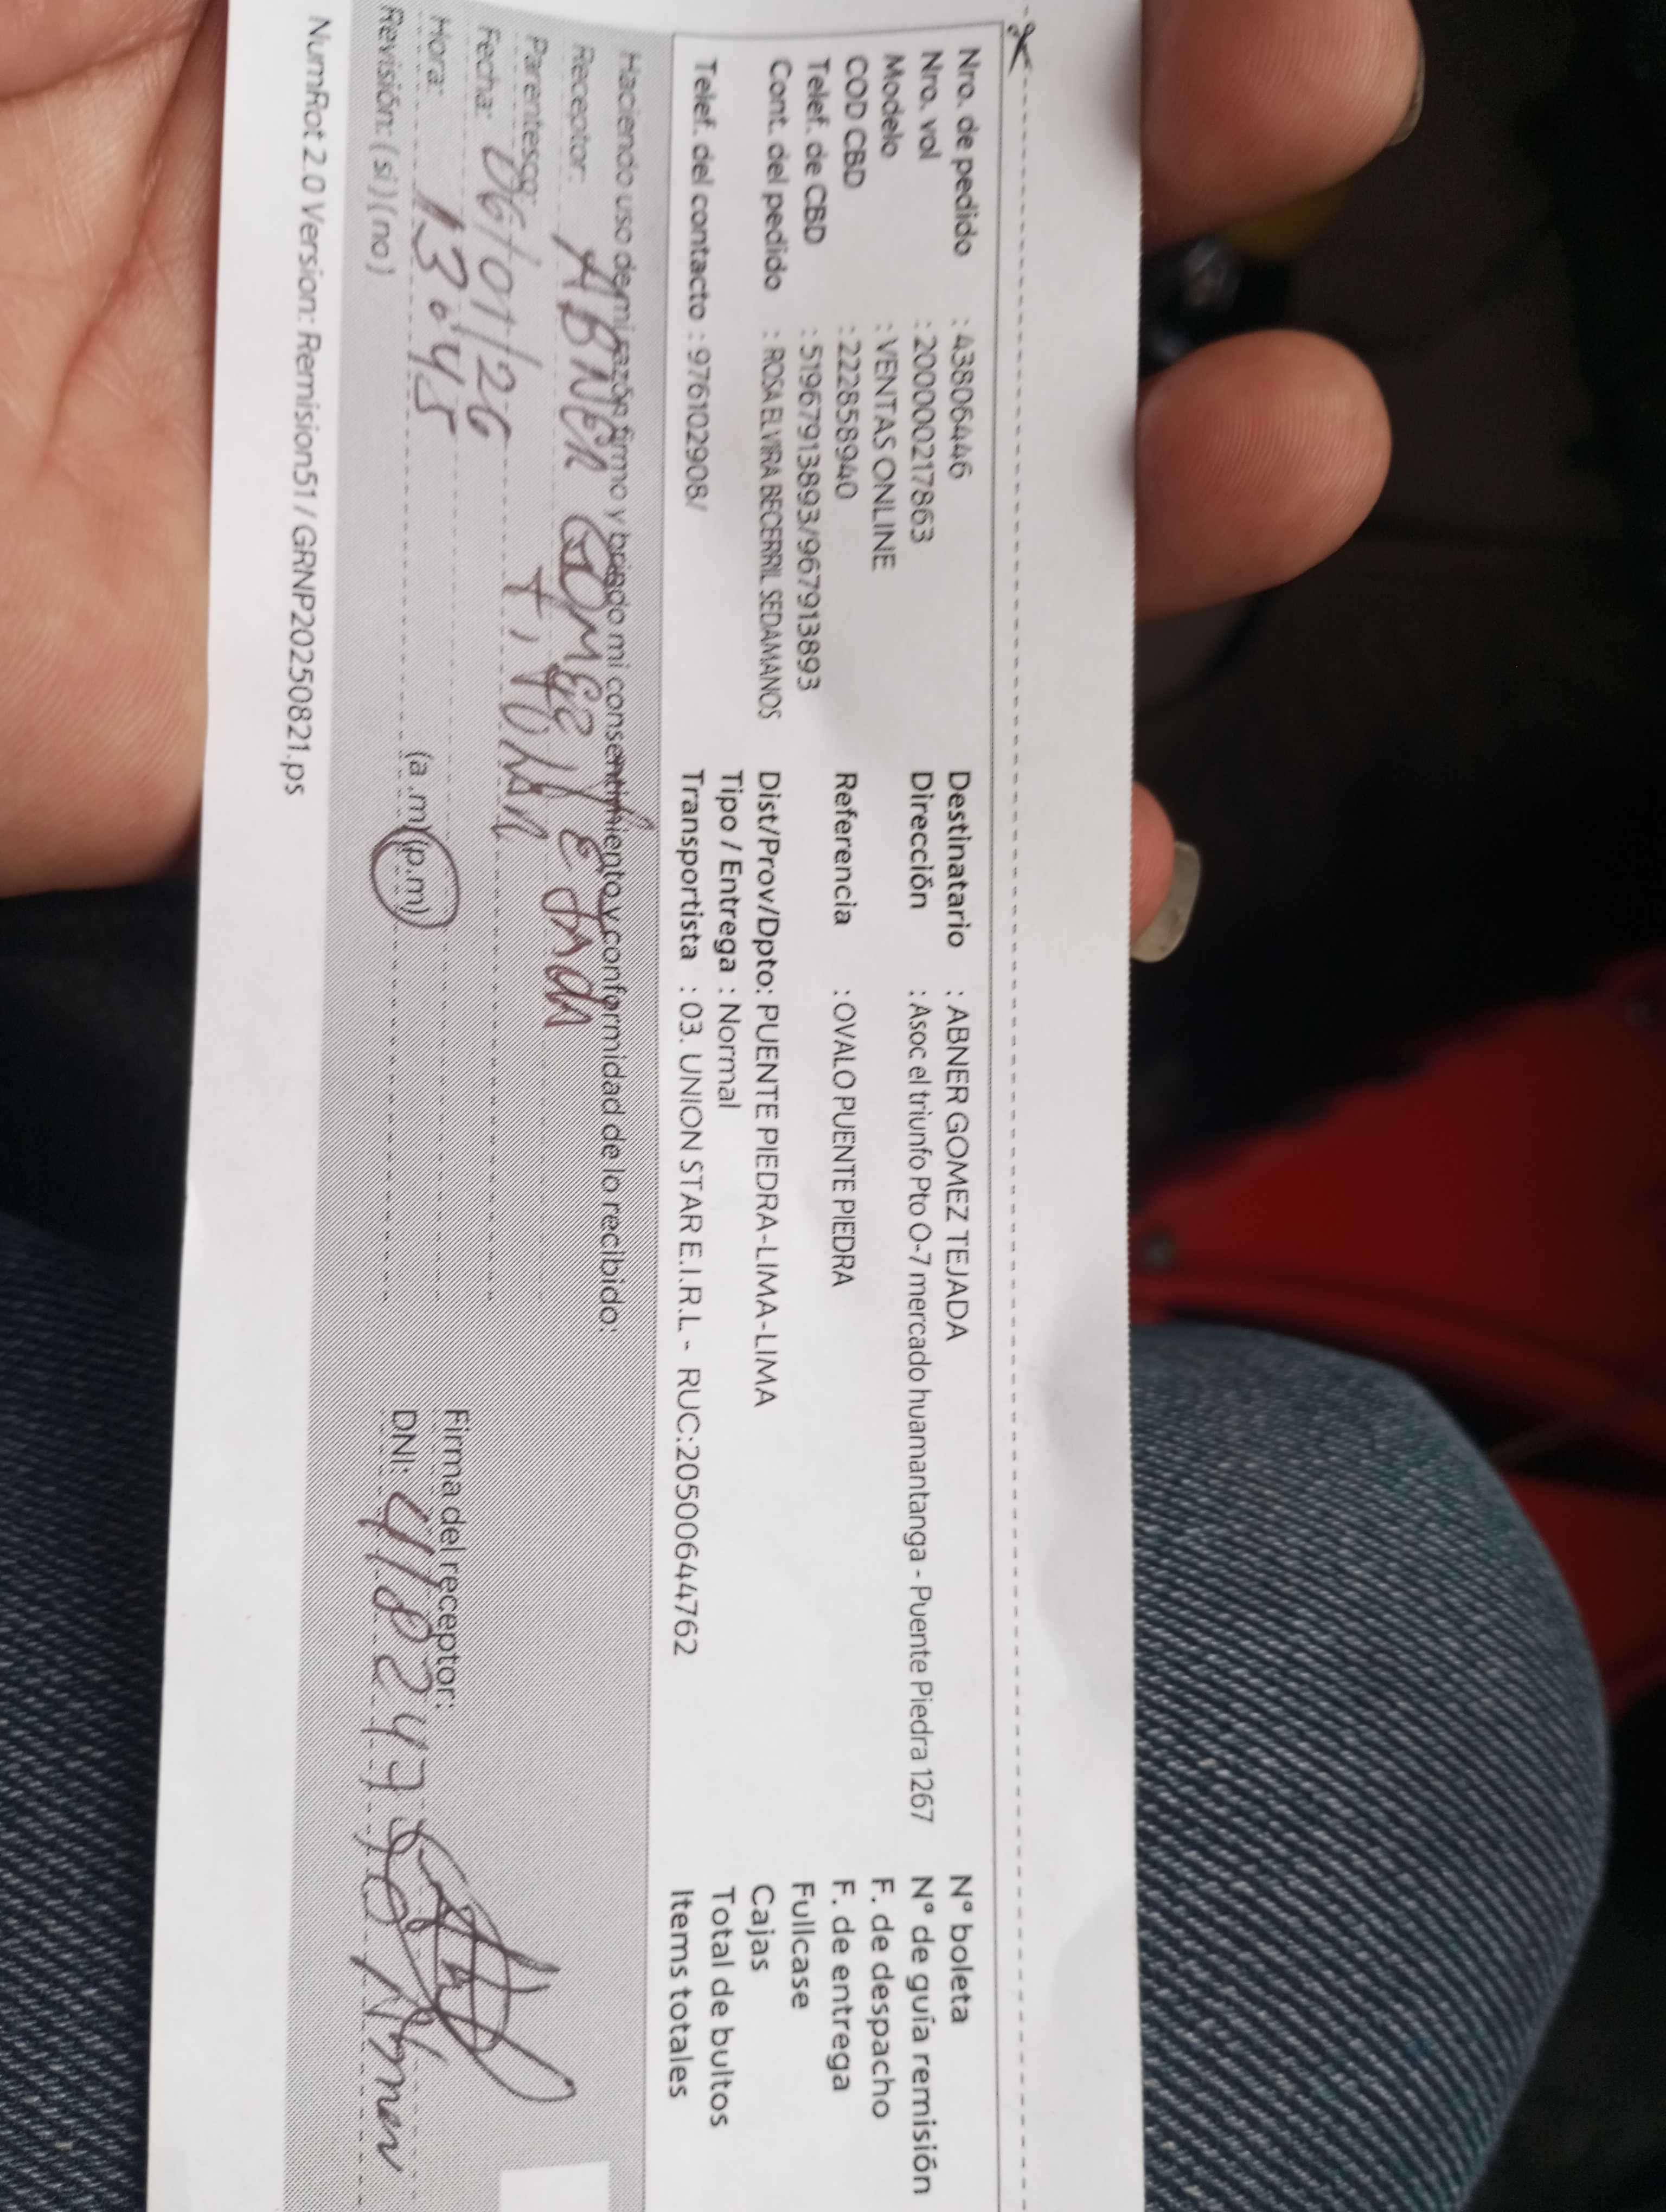 Nro. de pedido : 43806446
Nro. vol : 2000002178​63
Modelo : VENTAS ONLINE
COD CBD : 222858940
Telef. de CBD : 51967913893/967913893
Cont. del pedido : ROSA ELVIRA BECERRIL SEDAMANOS
Telef. del contacto : 976102908/
Destinatario : ABNER GOMEZ TEJADA
Dirección : Asoc el triunfo Pto O-7 mercado huamantanga - Puente Piedra 1267
Referencia : OVALO PUENTE PIEDRA
Dist/Prov/Dpto: PUENTE PIEDRA-LIMA-LIMA
Tipo / Entrega : Normal
Transportista : 03. UNION STAR E.I.R.L. - RUC:20500644762
N° boleta
N° de guía remisión
F. de despacho
F. de entrega
Fullcase
Cajas
Total de bultos
Items totales
Haciendo uso de mi razón firmo y brindo mi consentimiento y conformidad de lo recibido:
Receptor: ABNER GOMEZ
Parentesco:
Fecha: 06/01/26
Hora: 13:45 (a.m)(p.m)
Revisión: (si) (no)
Firma del receptor:
DNI:
Abner
NumRot 2.0 Version: Remision51 / GRNP20250821.ps